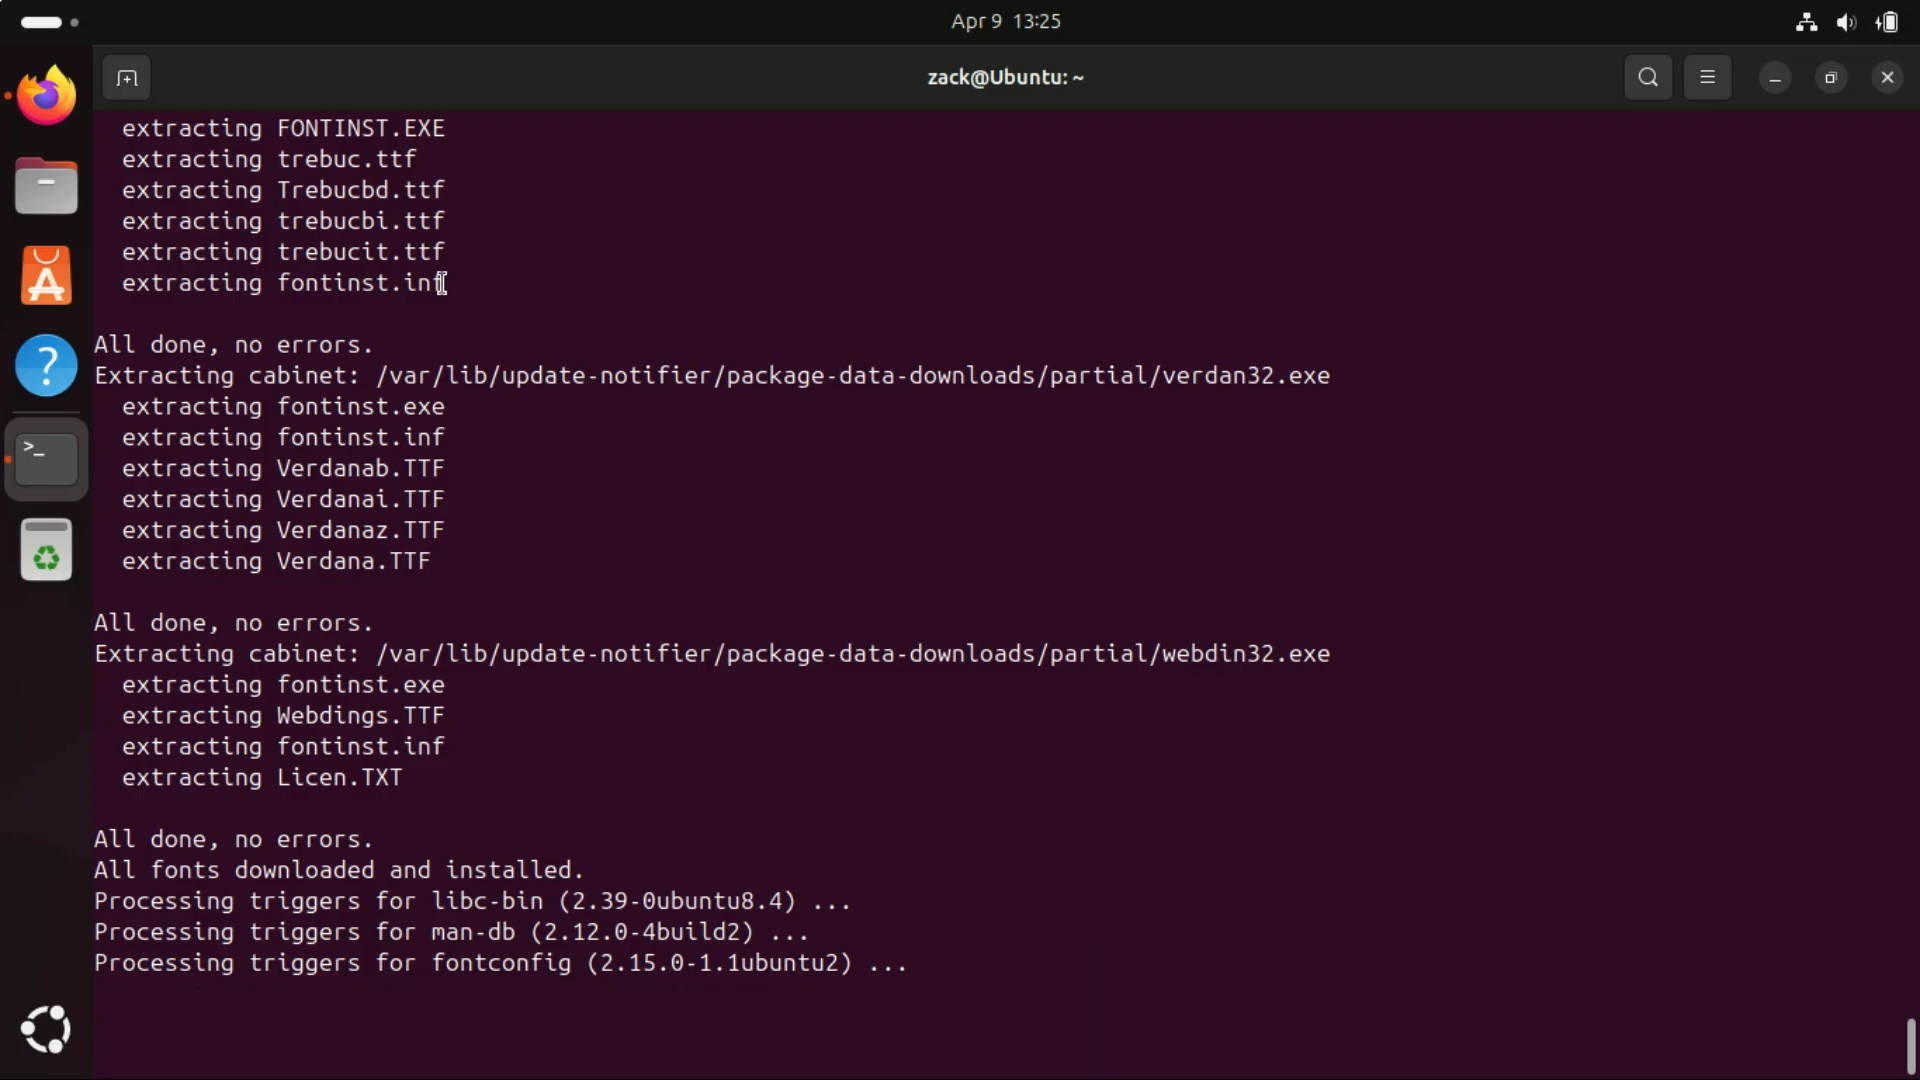 Apr 9 13:25
zack@Ubuntu: ~
extracting FONTINST.EXE
extracting trebuc.ttf
extracting Trebucbd.ttf
extracting trebucbi.ttf
extracting trebucit.ttf
extracting fontinst.inf
All done, no errors.
Extracting cabinet: /var/lib/update-notifier/package-data-downloads/partial/verdan32.exe
extracting fontinst.exe
extracting fontinst.inf
extracting Verdanab.TTF
extracting Verdanai.TTF
extracting Verdanaz.TTF
extracting Verdana.TTF
All done, no errors.
Extracting cabinet: /var/lib/update-notifier/package-data-downloads/partial/webdin32.exe
extracting fontinst.exe
extracting Webdings.TTF
extracting fontinst.inf
extracting Licen.TXT
All done, no errors.
All fonts downloaded and installed.
Processing triggers for libc-bin (2.39-0ubuntu8.4) ...
Processing triggers for man-db (2.12.0-4build2) ...
Processing triggers for fontconfig (2.15.0-1.1ubuntu2) ...